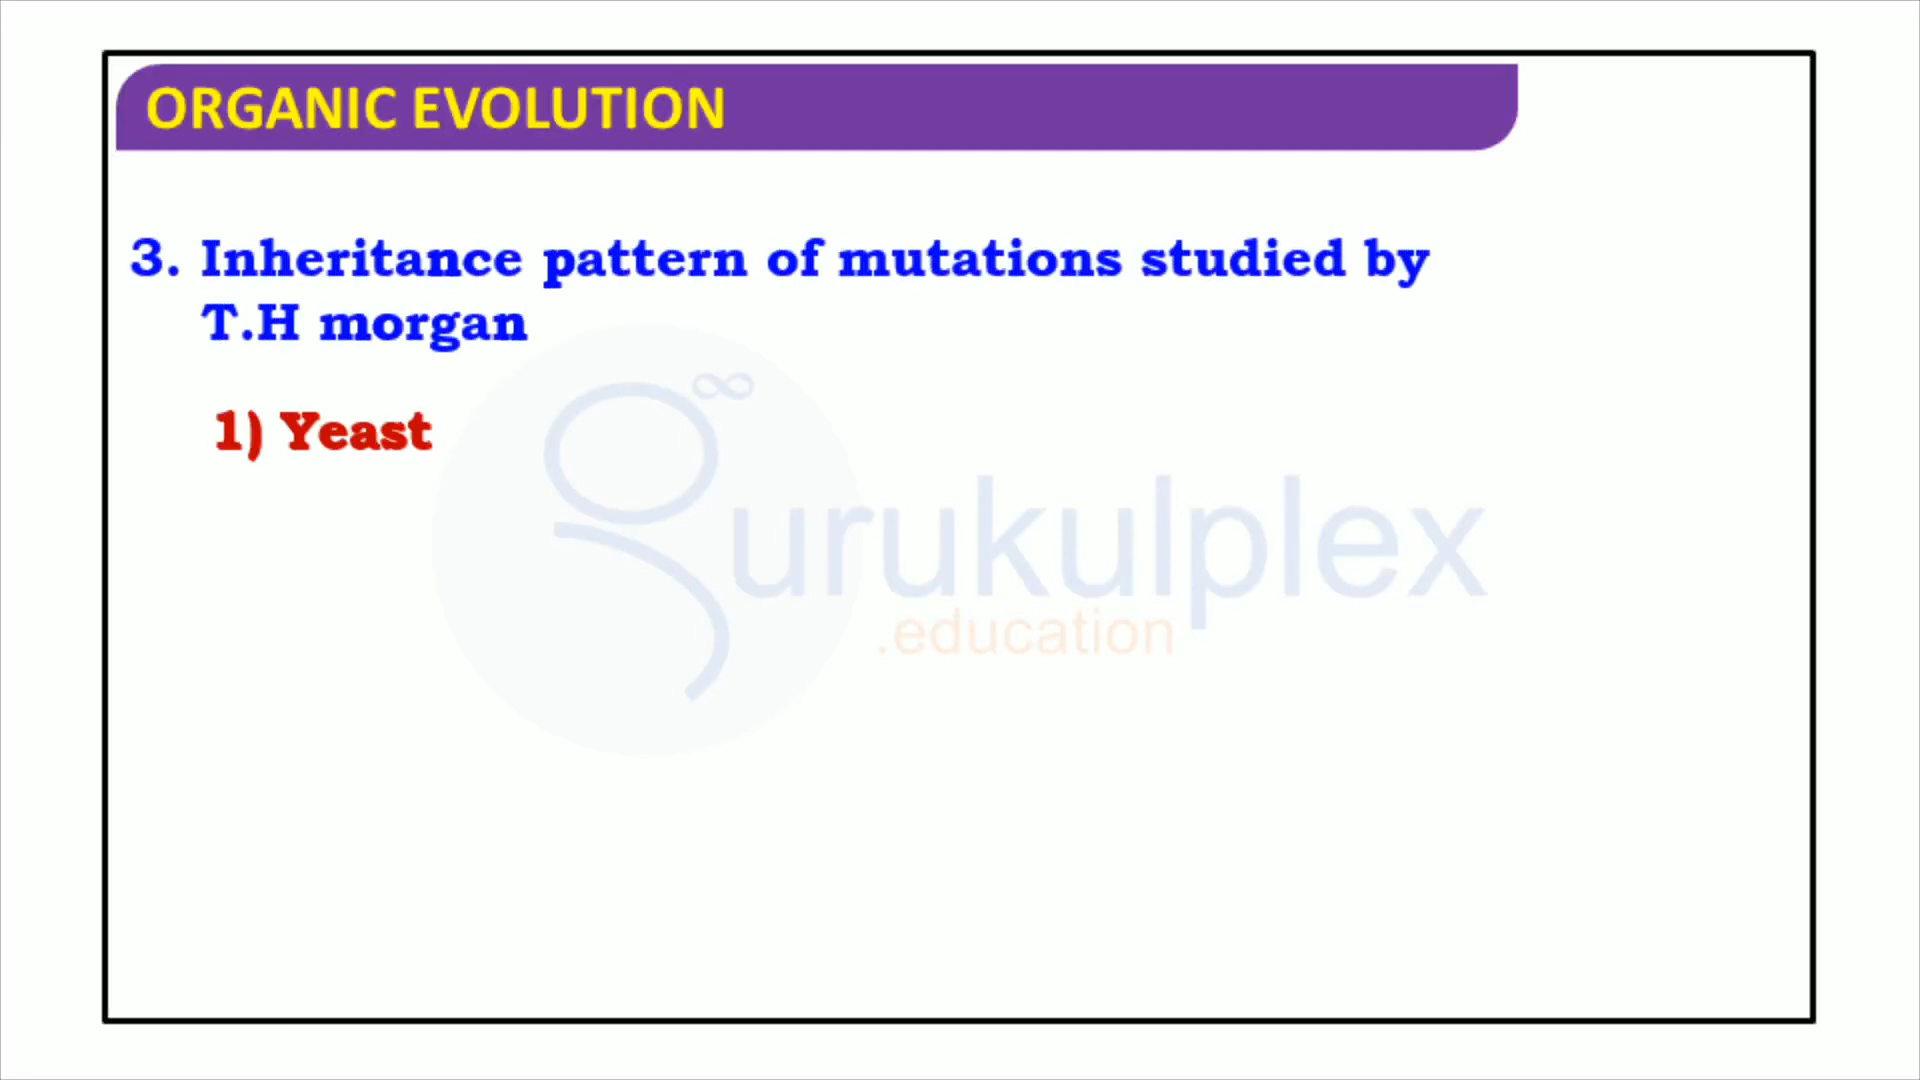 ORGANIC EVOLUTION
3. Inheritance pattern of mutations studied by
T.H morgan
1) Yeast
gurukulplex
.education